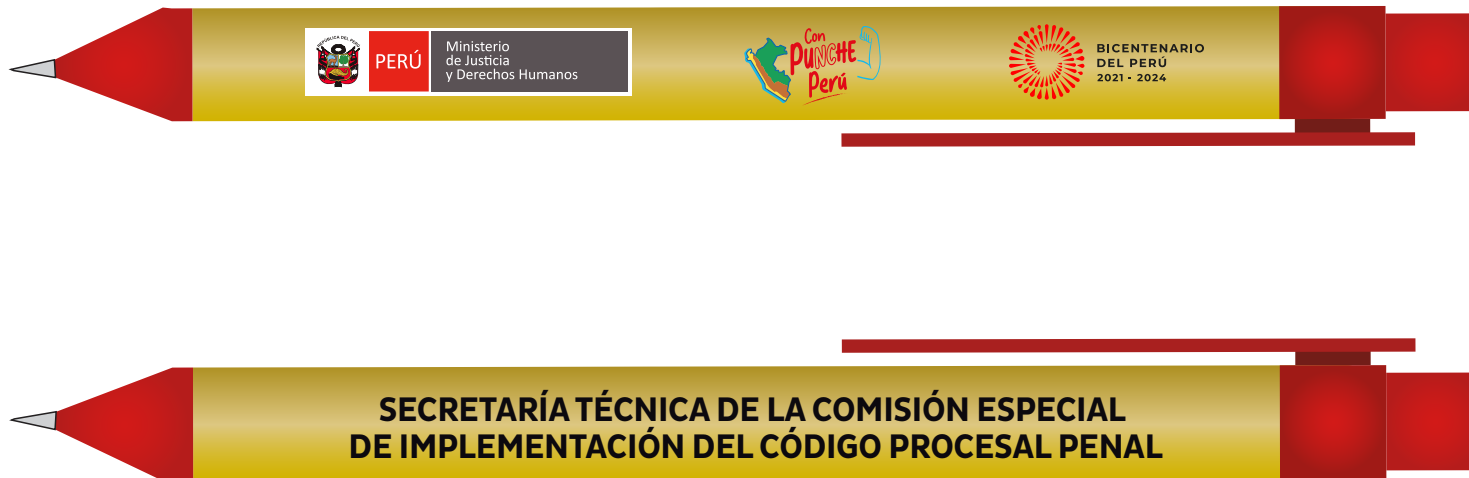 REPÚBLICA DEL PERÚ
PERÚ
Ministerio
de Justicia
y Derechos Humanos
Con
PUNCHE
Perú
BICENTENARIO
DEL PERÚ
2021 - 2024
SECRETARÍA TÉCNICA DE LA COMISIÓN ESPECIAL
DE IMPLEMENTACIÓN DEL CÓDIGO PROCESAL PENAL